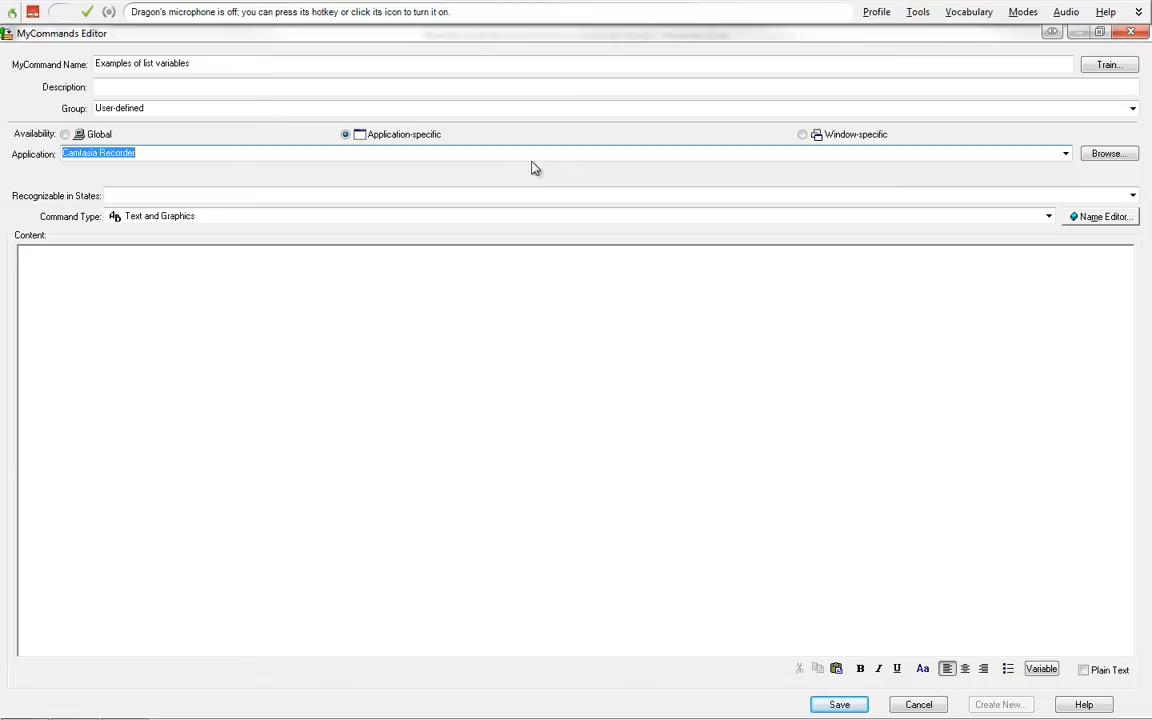 Dragon's microphone is off; you can press its hotkey or click its icon to turn it on. Profile Tools Vocabulary Modes Audio Help
MyCommands Editor
MyCommand Name: Examples of list variables Train...
Description:
Group: User-defined
Availability: Global Application-specific Window-specific
Application: Camtasia Recorder Browse...
Recognizable in States:
Command Type: Text and Graphics Name Editor...
Content:
B I U Aa Variable Plain Text
Save Cancel Create New... Help